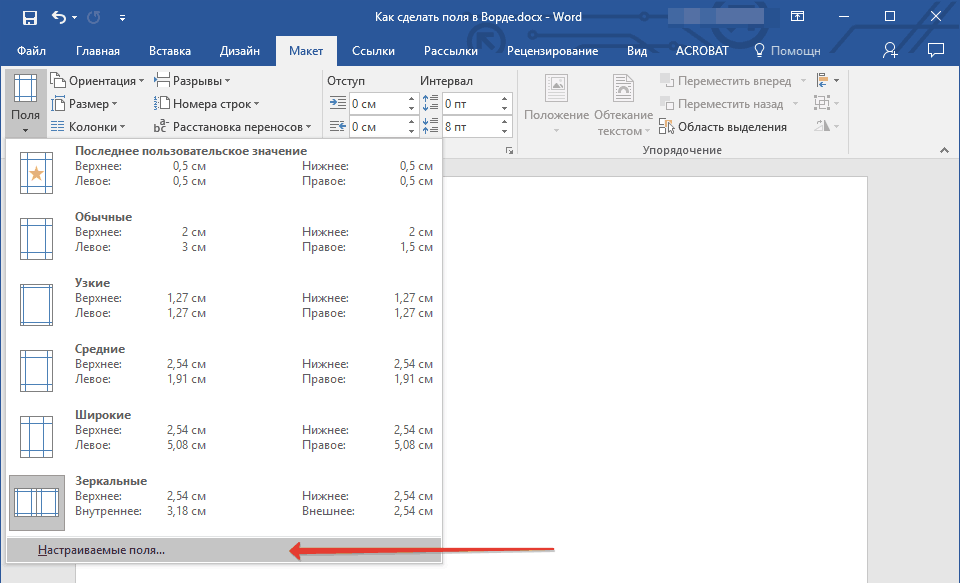 Как сделать поля в Ворде.docx - Word
Файл Главная Вставка Дизайн Макет Ссылки Рассылки Рецензирование Вид ACROBAT Помощн
Поля
Ориентация
Размер
Колонки
Разрывы
Номера строк
bc Расстановка переносов
Отступ Интервал
0 см 0 пт
0 см 8 пт
Положение
Обтекание
текстом
Переместить вперед
Переместить назад
Область выделения
Упорядочение
Последнее пользовательское значение
Верхнее: 0,5 см Нижнее: 0,5 см
Левое: 0,5 см Правое: 0,5 см
Обычные
Верхнее: 2 см Нижнее: 2 см
Левое: 3 см Правое: 1,5 см
Узкие
Верхнее: 1,27 см Нижнее: 1,27 см
Левое: 1,27 см Правое: 1,27 см
Средние
Верхнее: 2,54 см Нижнее: 2,54 см
Левое: 1,91 см Правое: 1,91 см
Широкие
Верхнее: 2,54 см Нижнее: 2,54 см
Левое: 5,08 см Правое: 5,08 см
Зеркальные
Верхнее: 2,54 см Нижнее: 2,54 см
Внутреннее: 3,18 см Внешнее: 2,54 см
Настраиваемые поля...